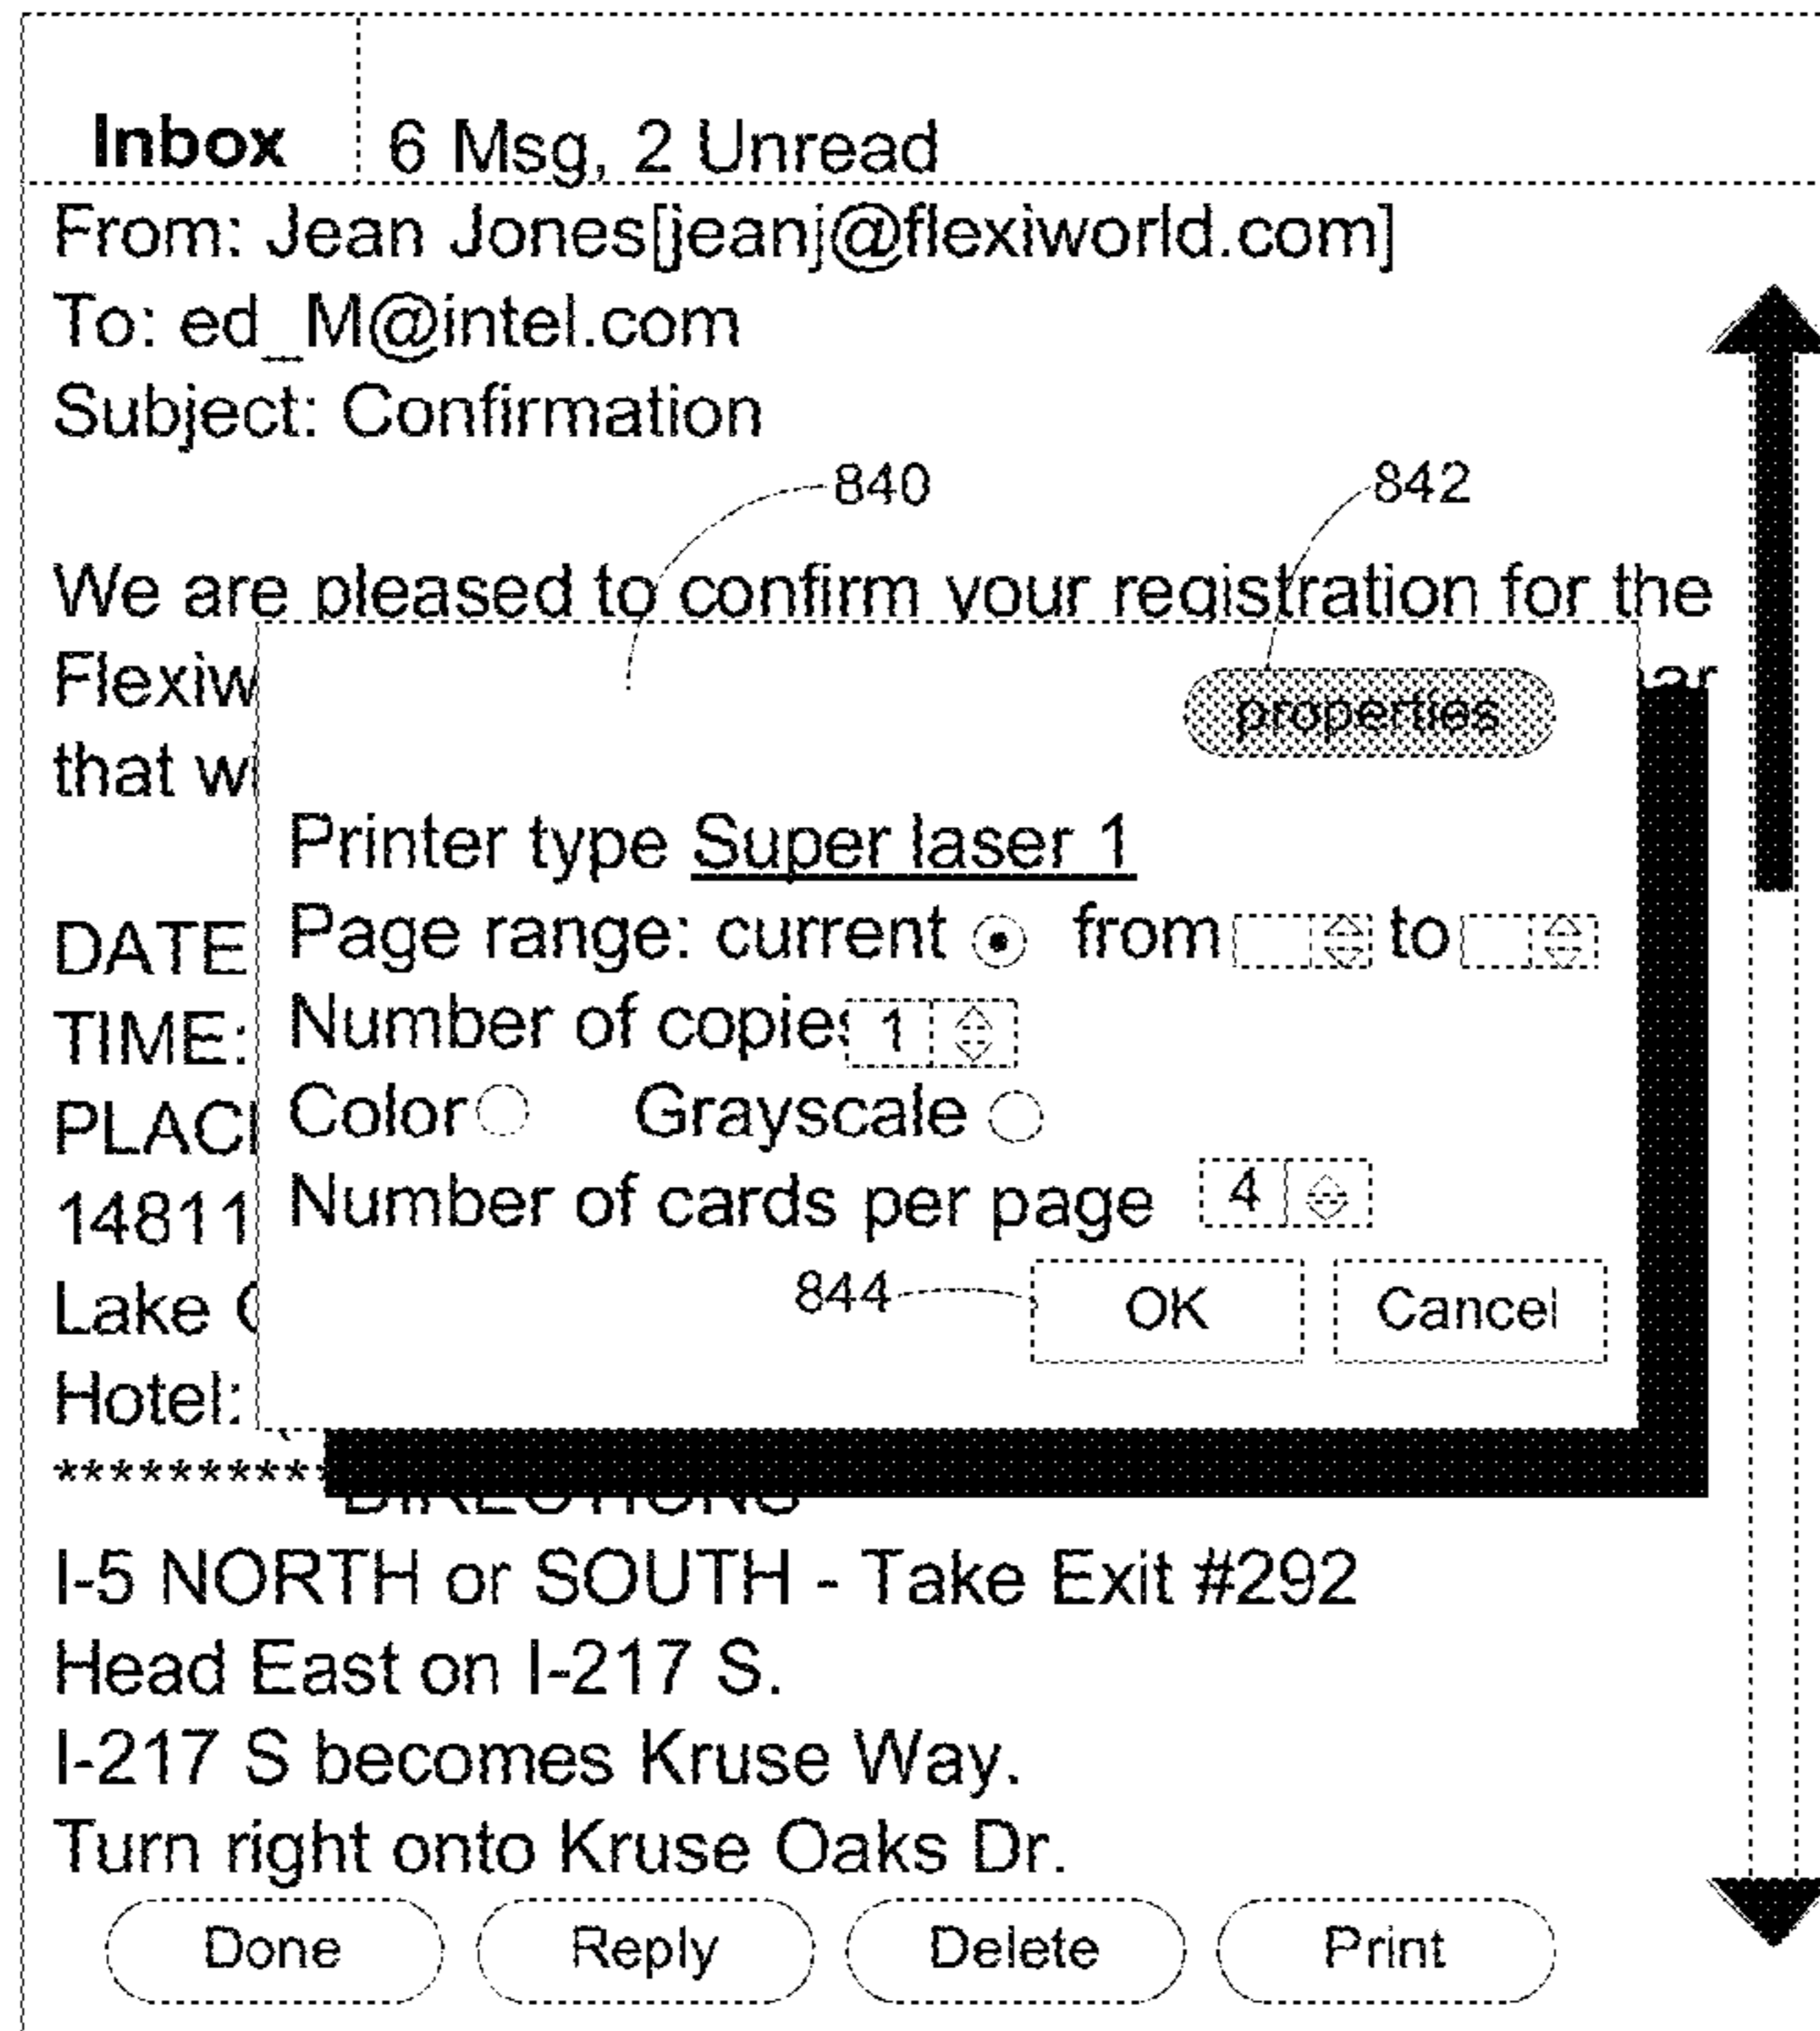 Inbox 6 Msg, 2 Unread
From: Jean Jones[jeanj@flexiworld.com]
To: ed_M@intel.com
Subject: Confirmation
840 842
We are pleased to confirm your registration for the
properties
that
Printer type Super laser 1
DATE Page range: current from to
TIME: Number of copies 1
Color Grayscale
14811 Number of cards per page 4
Lake 844 OK Cancel
Hotel:
**********
DIRECTIONS
I-5 NORTH or SOUTH - Take Exit #292
Head East on I-217 S.
I-217 S becomes Kruse Way.
Turn right onto Kruse Oaks Dr.
Done Reply Delete Print